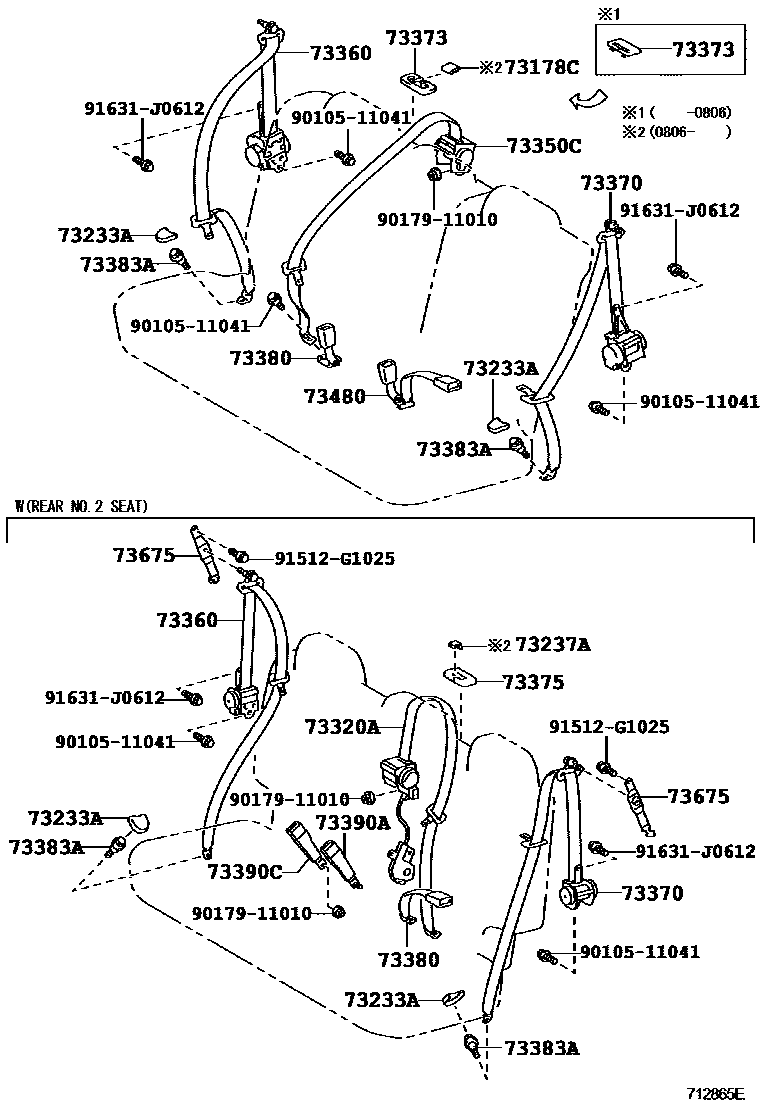 ※1
73360
73373
73373
※2 73178C
91631-J0612
90105-11041
※1 ( -0806)
※2 (0806- )
73350C
73370
90179-11010
91631-J0612
73233A
73383A
90105-11041
73380
73233A
73480
90105-11041
73383A
W(REAR NO. 2 SEAT)
73675
91512-G1025
73360
※2 73237A
73375
91631-J0612
73320A
91512-G1025
90105-11041
90179-11010
73675
73233A
73390A
73383A
91631-J0612
73390C
73370
90179-11010
73380
90105-11041
73233A
73383A
712865E